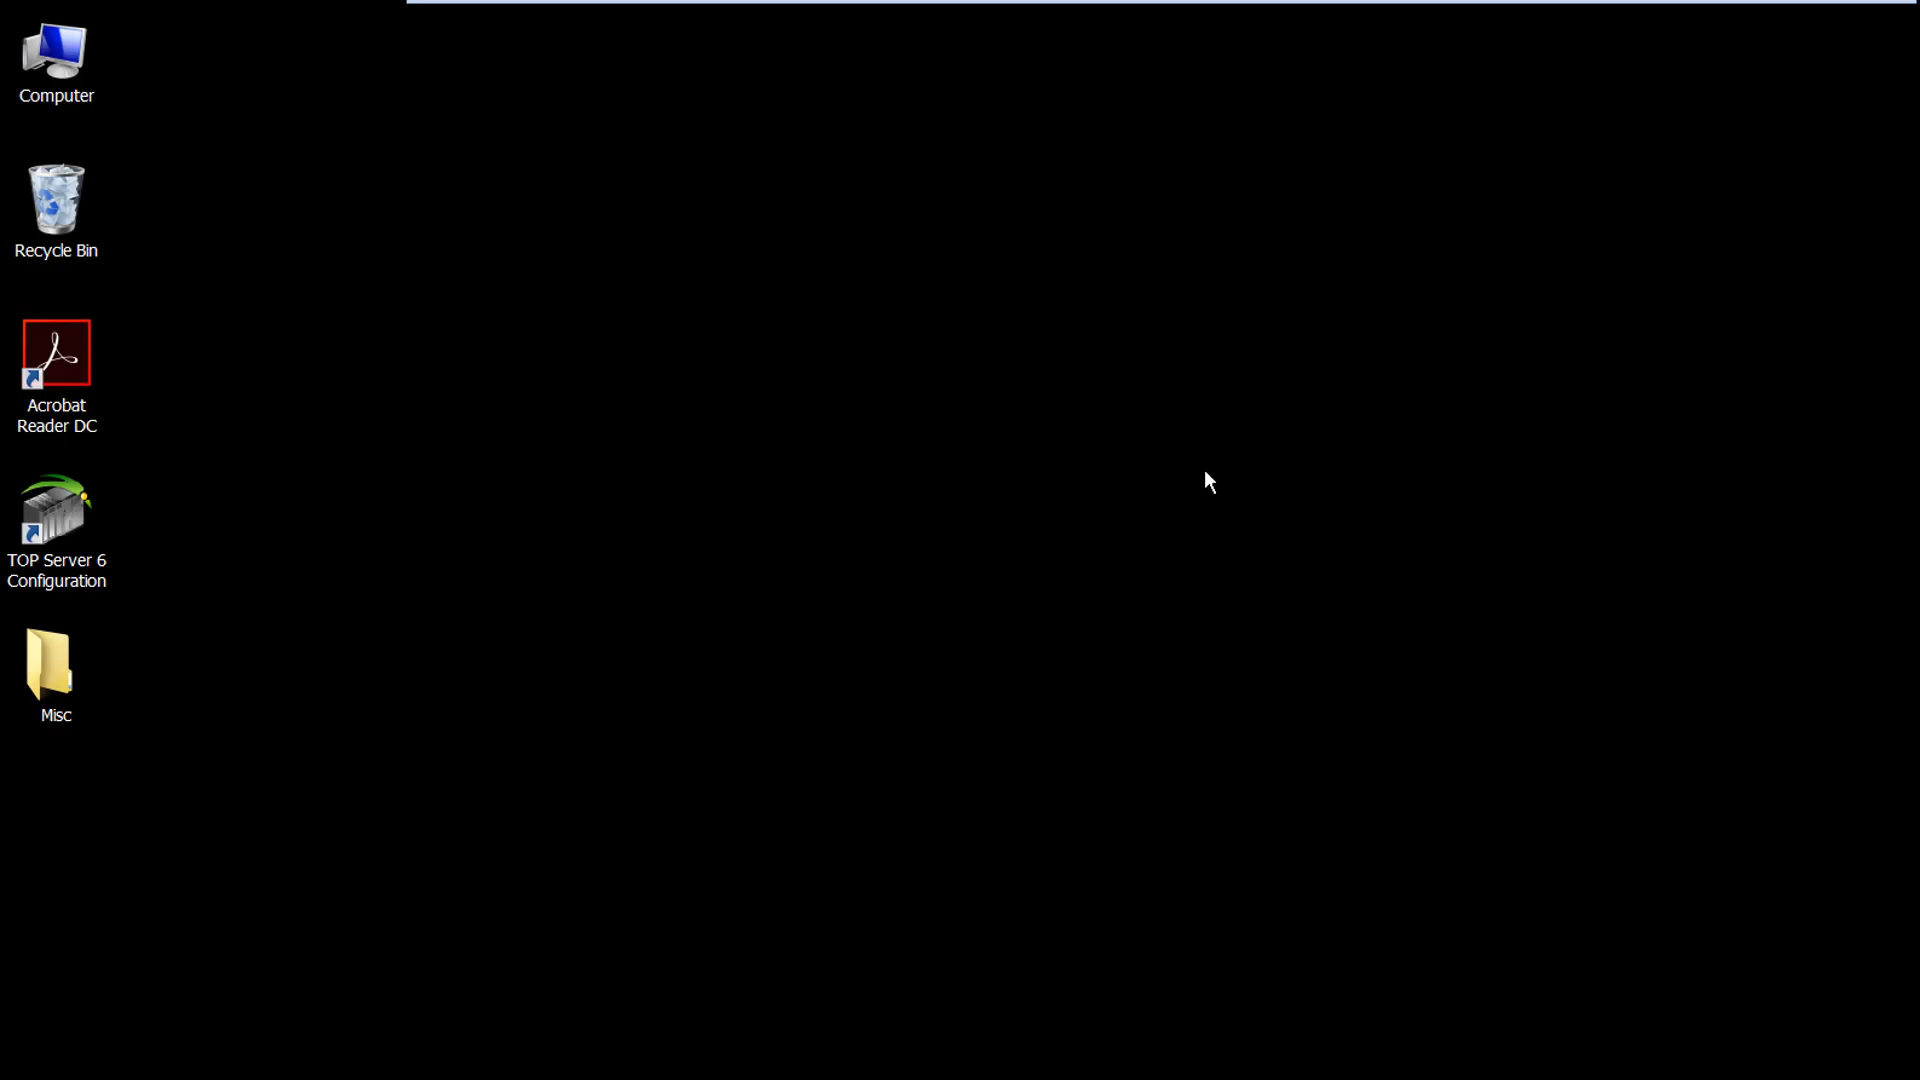 Computer
Recycle Bin
Acrobat
Reader DC
TOP Server 6
Configuration
Misc